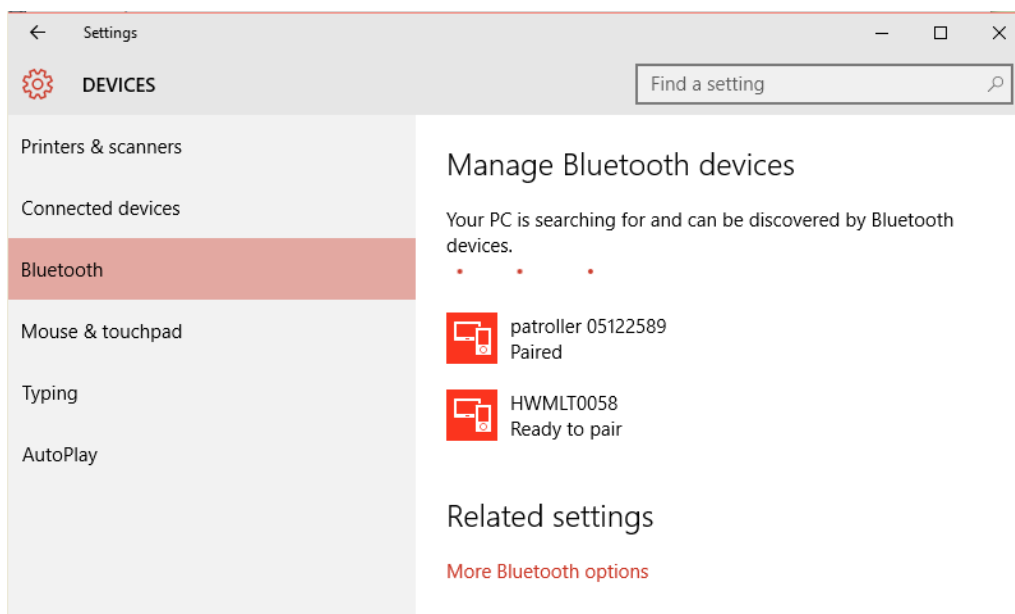 Settings
DEVICES
Find a setting
Printers & scanners
Connected devices
Bluetooth
Mouse & touchpad
Typing
AutoPlay
Manage Bluetooth devices
Your PC is searching for and can be discovered by Bluetooth
devices.
patroller 05122589
Paired
HWMLT0058
Ready to pair
Related settings
More Bluetooth options